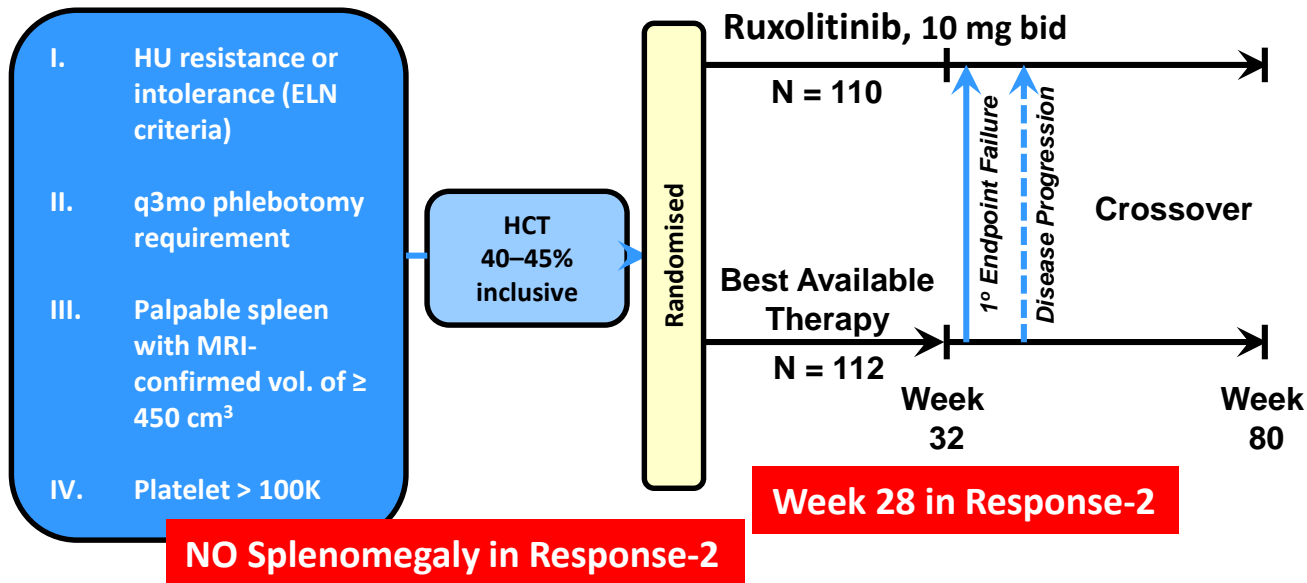 I. HU resistance or
intolerance (ELN
criteria)
II. q3mo phlebotomy
requirement
III. Palpable spleen
with MRI-
confirmed vol. of ≥
450 cm³
IV. Platelet > 100K
HCT
40–45%
inclusive
Randomised
Ruxolitinib, 10 mg bid
N = 110
1º Endpoint Failure
Disease Progression
Crossover
Best Available
Therapy
N = 112
Week
32
Week
80
Week 28 in Response-2
NO Splenomegaly in Response-2